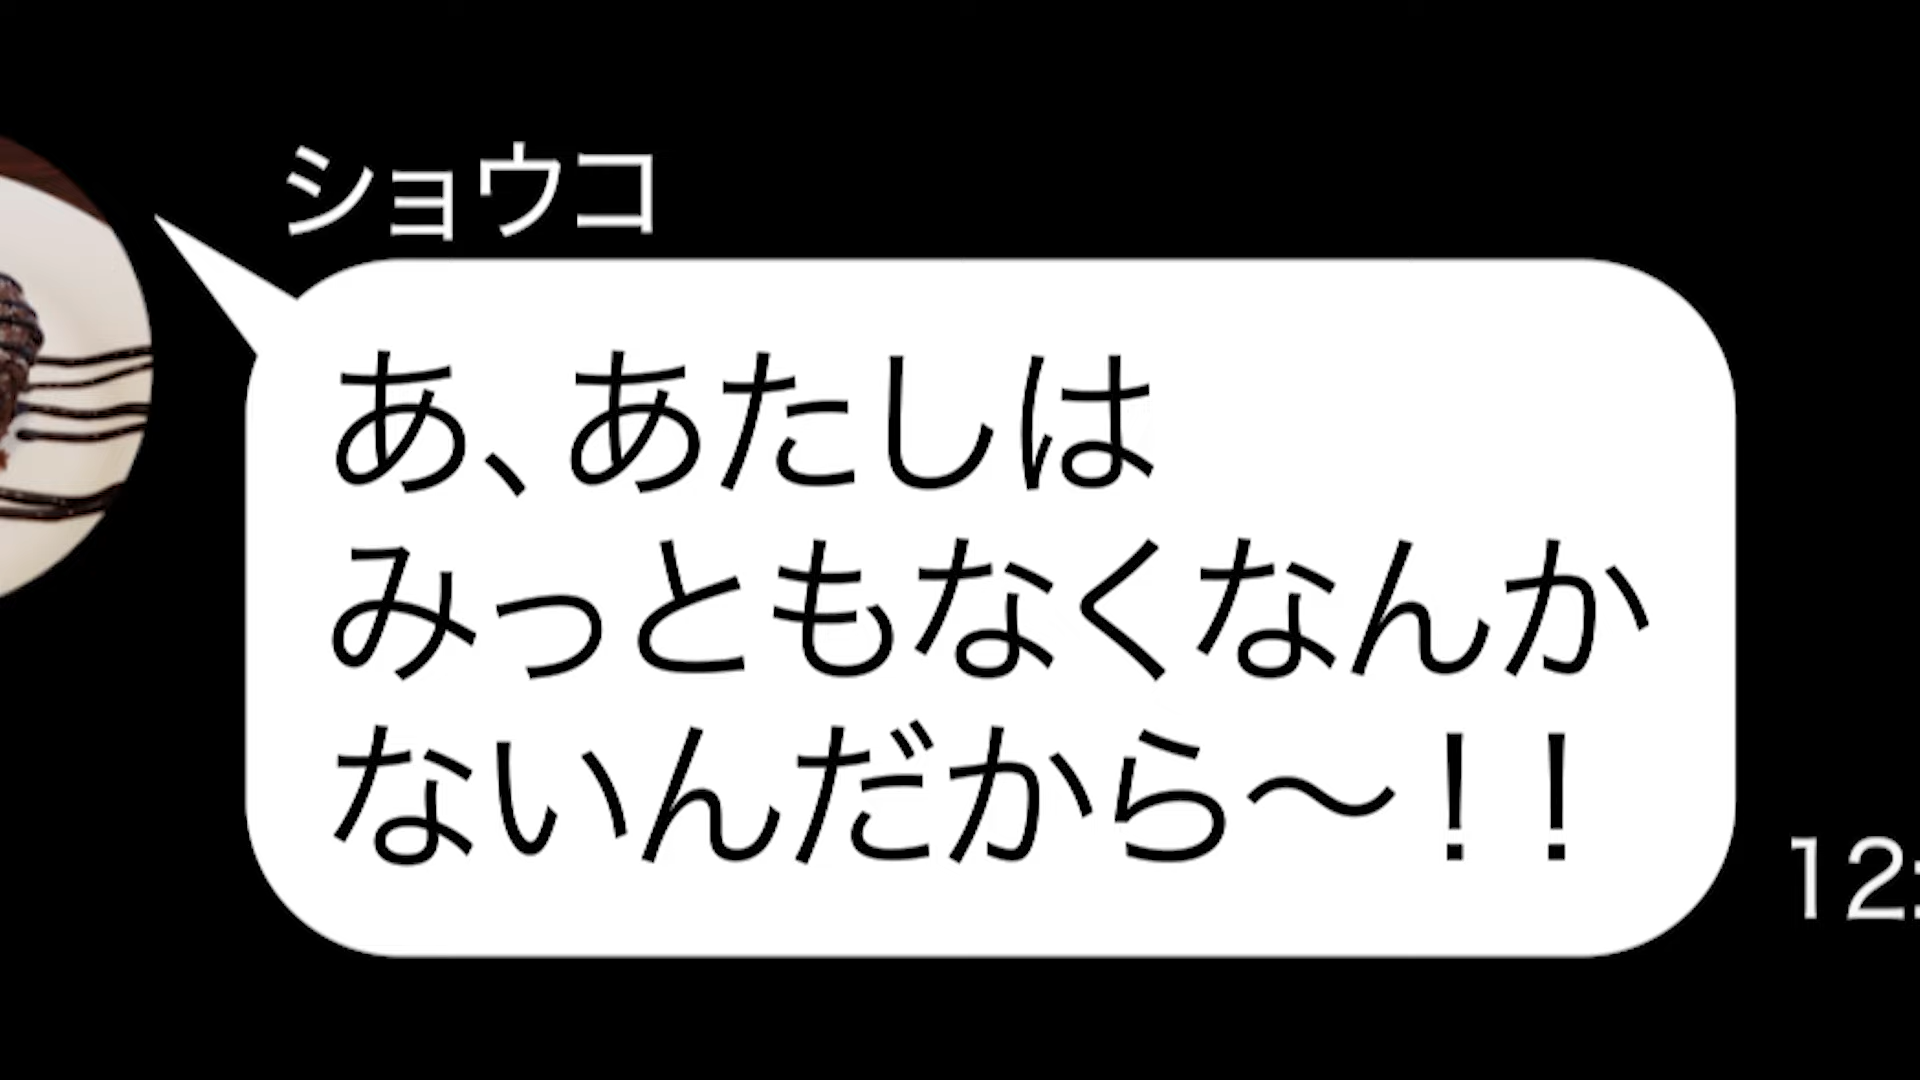 ショウコ
あ、あたしは
みっともなくなんか
ないんだから〜！！
12: